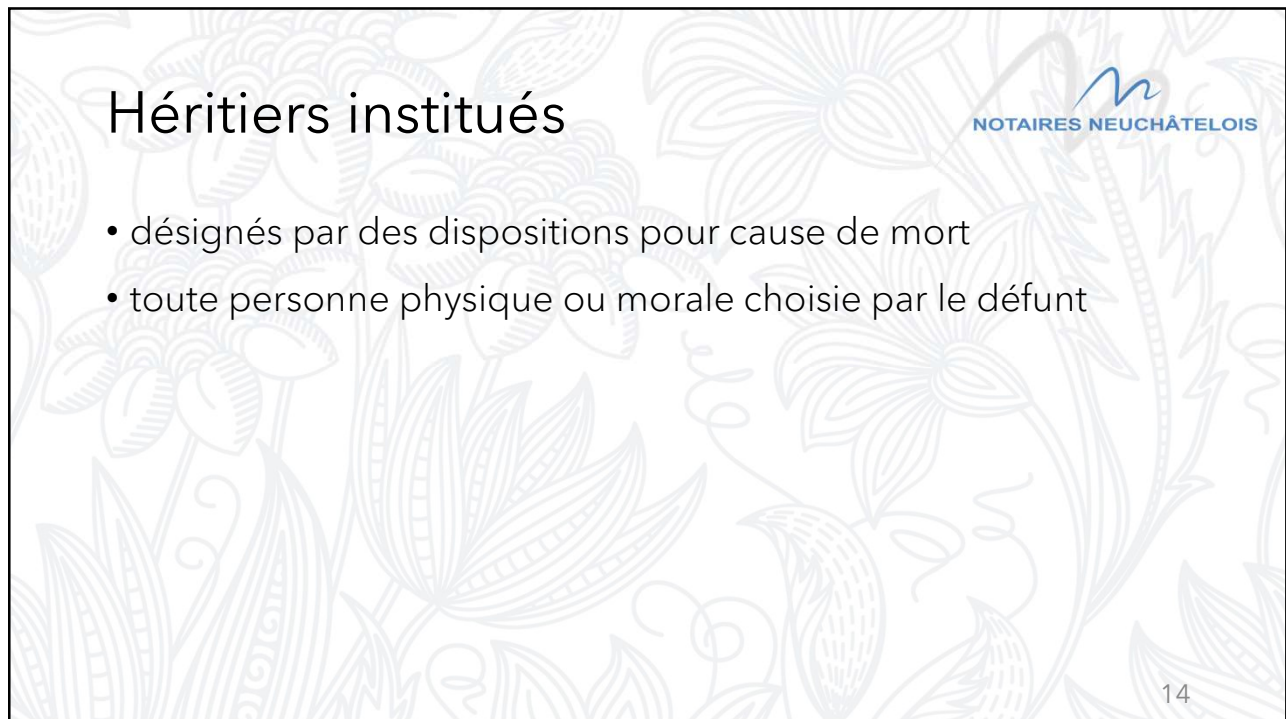 Héritiers institués
NOTAIRES NEUCHÂTELOIS
• désignés par des dispositions pour cause de mort
• toute personne physique ou morale choisie par le défunt
14